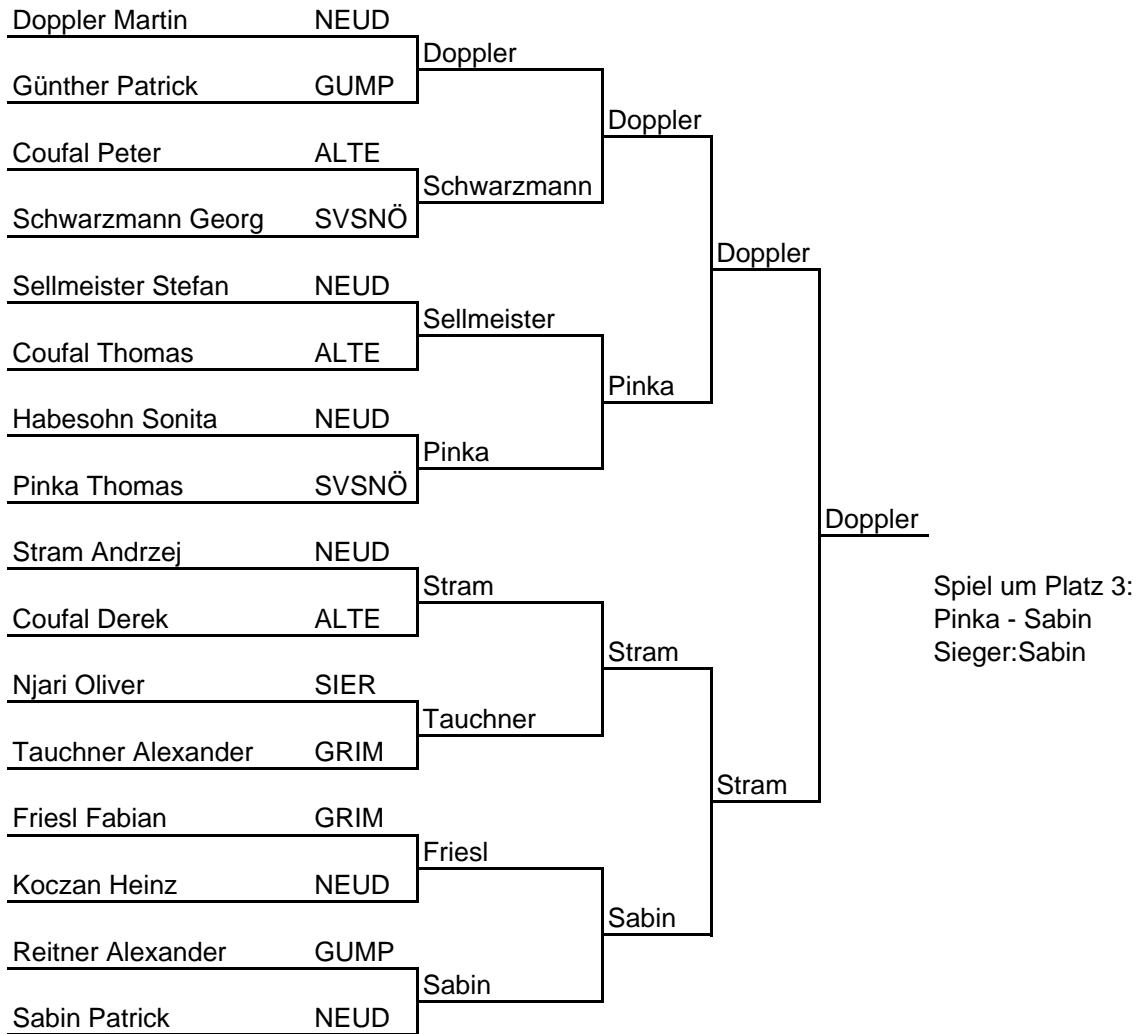 Doppler Martin NEUD
Doppler
Günther Patrick GUMP
Doppler
Coufal Peter ALTE
Schwarzmann
Schwarzmann Georg SVSNÖ
Doppler
Sellmeister Stefan NEUD
Sellmeister
Coufal Thomas ALTE
Pinka
Habesohn Sonita NEUD
Pinka
Pinka Thomas SVSNÖ
Doppler
Stram Andrzej NEUD
Stram
Coufal Derek ALTE
Stram
Njari Oliver SIER
Tauchner
Tauchner Alexander GRIM
Stram
Friesl Fabian GRIM
Friesl
Koczan Heinz NEUD
Sabin
Reitner Alexander GUMP
Sabin
Sabin Patrick NEUD
Spiel um Platz 3:
Pinka - Sabin
Sieger:Sabin